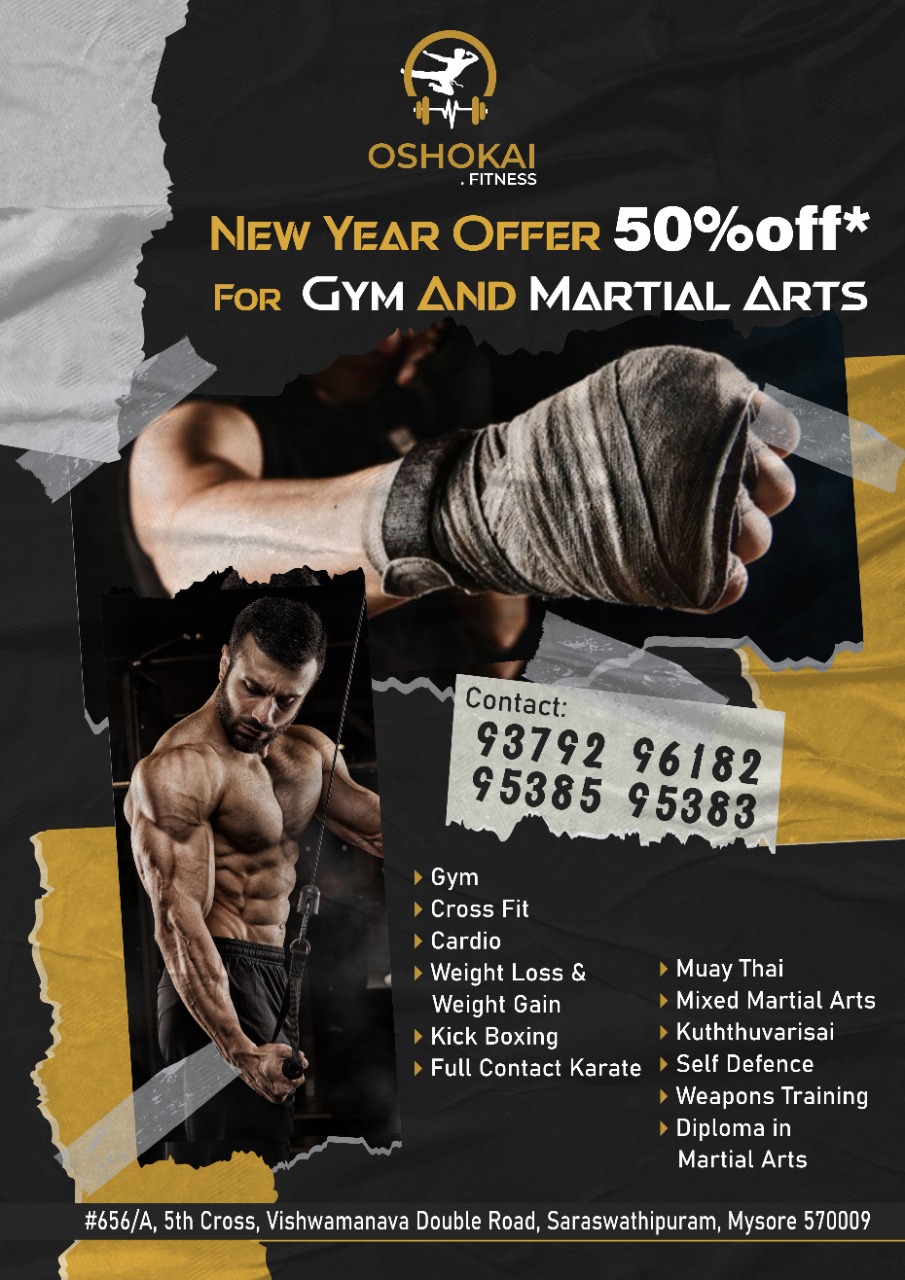 OSHOKAI
. FITNESS
New Year Offer 50%off*
For Gym And Martial Arts
Contact:
93792 96182
95385 95383
Gym
Cross Fit
Cardio
Weight Loss &
Weight Gain
Kick Boxing
Full Contact Karate
Muay Thai
Mixed Martial Arts
Kuththuvarisai
Self Defence
Weapons Training
Diploma in
Martial Arts
#656/A, 5th Cross, Vishwamanava Double Road, Saraswathipuram, Mysore 570009